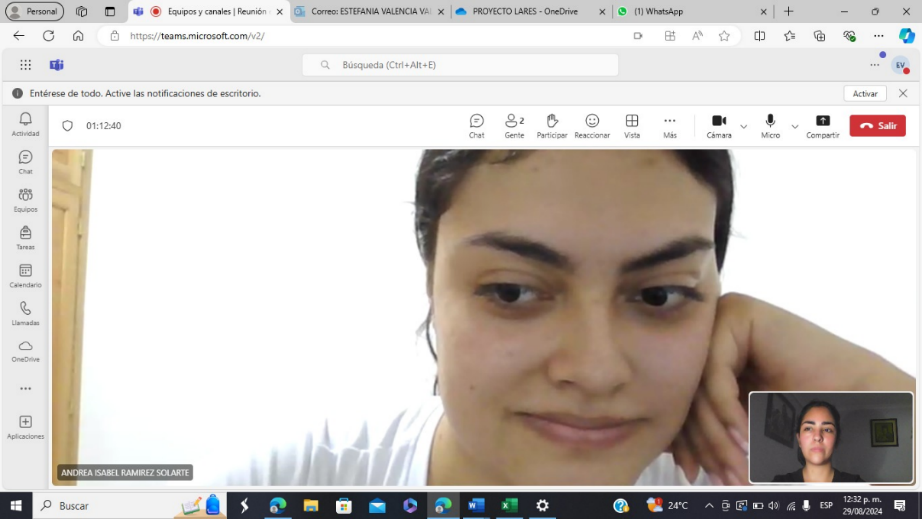 Personal
Equipos y canales | Reunión
Correo: ESTEFANIA VALENCIA VAL
PROYECTO LARES - OneDrive
(1) WhatsApp
https://teams.microsoft.com/v2/
Búsqueda (Ctrl+Alt+E)
EV
Entérese de todo. Active las notificaciones de escritorio.
Activar
01:12:40
Chat
2
Gente
Participar
Reaccionar
Vista
Más
Cámara
Micro
Compartir
Salir
Actividad
Chat
Equipos
Tareas
Calendario
Llamadas
OneDrive
Aplicaciones
ANDREA ISABEL RAMIREZ SOLARTE
Buscar
24°C
ESP
12:32 p. m.
29/08/2024